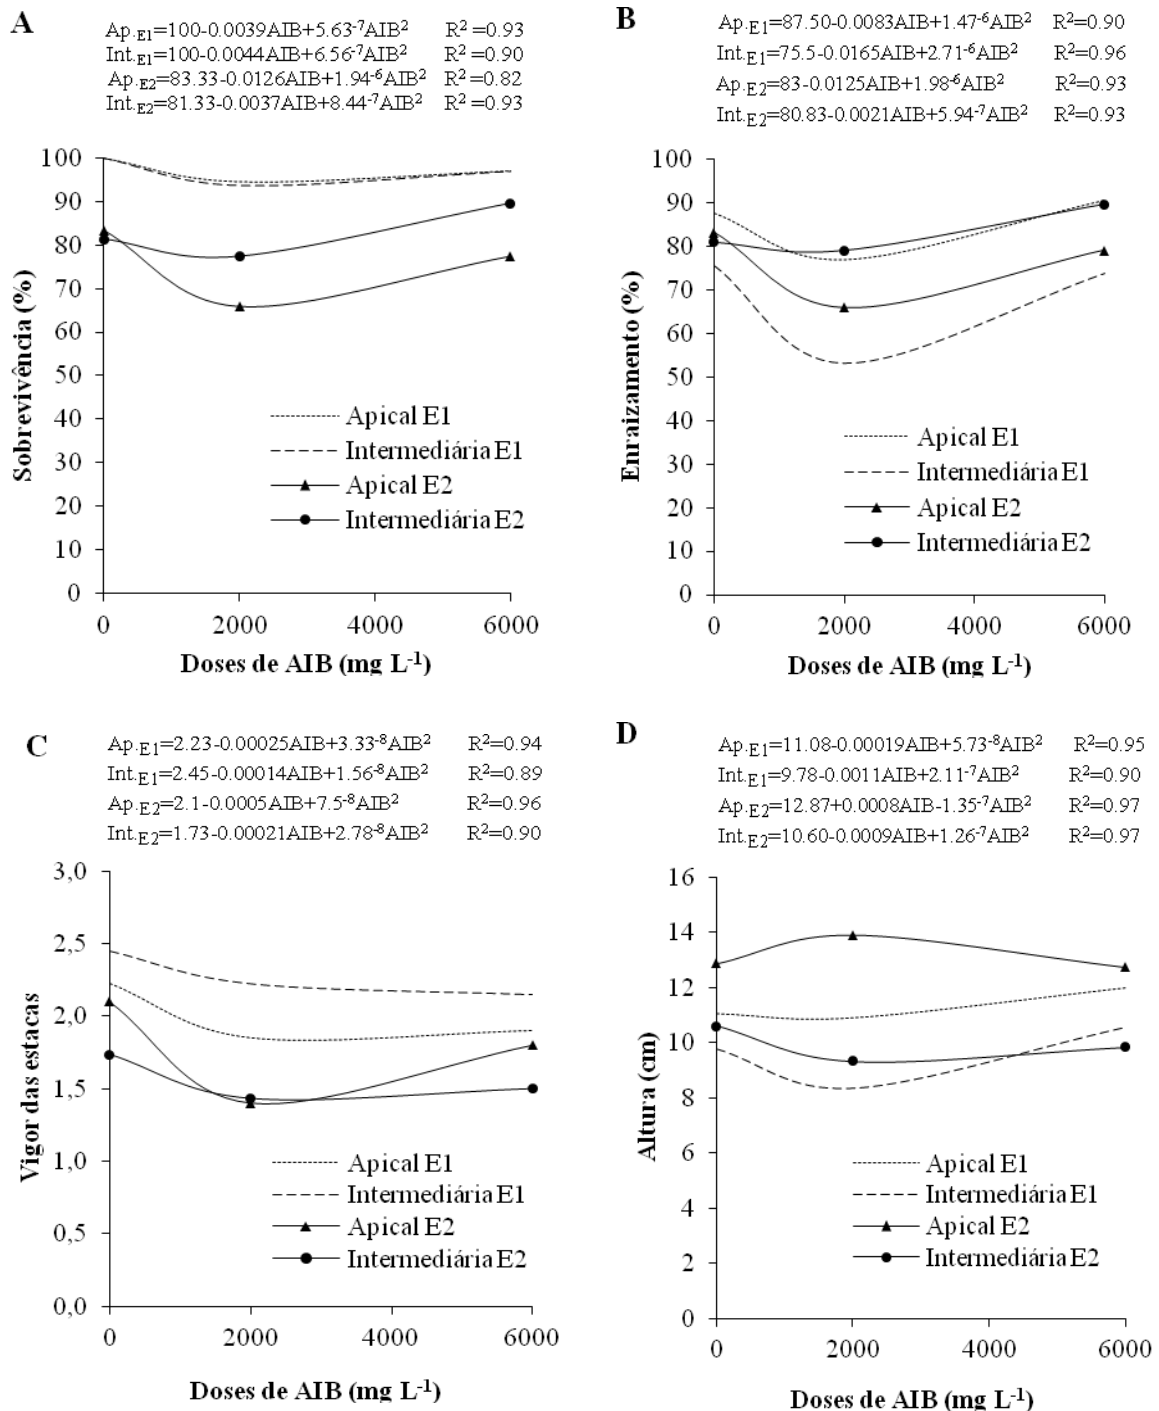 A
Ap.E1=100-0.0039AIB+5.63⁻⁷AIB² R² =0.93
Int.E1=100-0.0044AIB+6.56⁻⁷AIB² R² =0.90
Ap.E2=83.33-0.0126AIB+1.94⁻⁶AIB² R² =0.82
Int.E2=81.33-0.0037AIB+8.44⁻⁷AIB² R² =0.93
Sobrevivência (%)
100
90
80
70
60
50
40
30
20
10
0
Apical E1
Intermediária E1
Apical E2
Intermediária E2
0 2000 4000 6000
Doses de AIB (mg L⁻¹)
B
Ap.E1=87.50-0.0083AIB+1.47⁻⁶AIB² R²=0.90
Int.E1=75.5-0.0165AIB+2.71⁻⁶AIB² R²=0.96
Ap.E2=83-0.0125AIB+1.98⁻⁶AIB² R²=0.93
Int.E2=80.83-0.0021AIB+5.94⁻⁷AIB² R²=0.93
Enraizamento (%)
100
90
80
70
60
50
40
30
20
10
0
Apical E1
Intermediária E1
Apical E2
Intermediária E2
0 2000 4000 6000
Doses de AIB (mg L⁻¹)
C
Ap.E1=2.23-0.00025AIB+3.33⁻⁸AIB² R²=0.94
Int.E1=2.45-0.00014AIB+1.56⁻⁸AIB² R²=0.89
Ap.E2=2.1-0.0005AIB+7.5⁻⁸AIB² R²=0.96
Int.E2=1.73-0.00021AIB+2.78⁻⁸AIB² R²=0.90
Vigor das estacas
3,0
2,5
2,0
1,5
1,0
0,5
0,0
Apical E1
Intermediária E1
Apical E2
Intermediária E2
0 2000 4000 6000
Doses de AIB (mg L⁻¹)
D
Ap.E1=11.08-0.00019AIB+5.73⁻⁸AIB² R²=0.95
Int.E1=9.78-0.0011AIB+2.11⁻⁷AIB² R²=0.90
Ap.E2=12.87+0.0008AIB-1.35⁻⁷AIB² R²=0.97
Int.E2=10.60-0.0009AIB+1.26⁻⁷AIB² R²=0.97
Altura (cm)
16
14
12
10
8
6
4
2
0
Apical E1
Intermediária E1
Apical E2
Intermediária E2
0 2000 4000 6000
Doses de AIB (mg L⁻¹)